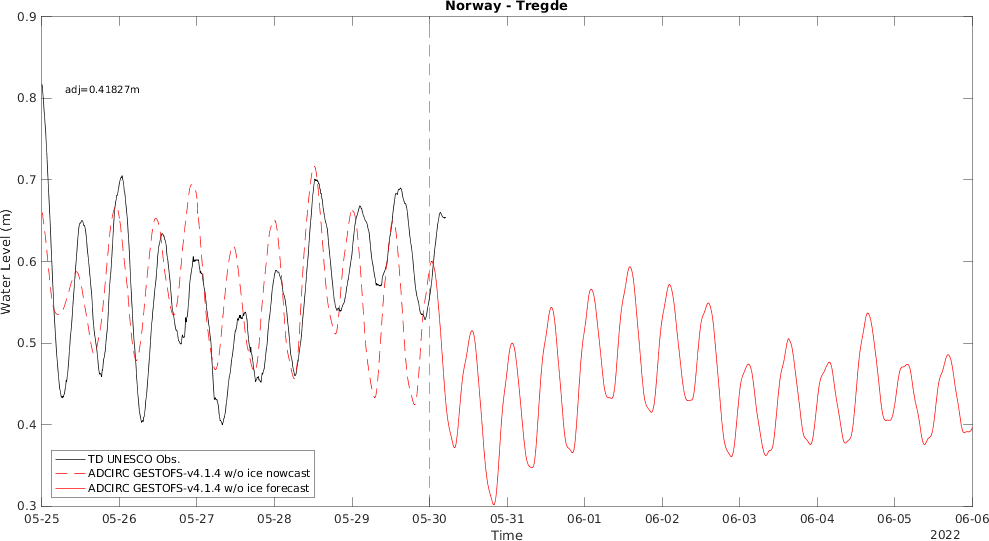 Norway - Tregde
0.9
0.8
0.7
0.6
0.5
0.4
0.3
Water Level (m)
adj=0.41827m
TD UNESCO Obs.
ADCIRC GESTOFS-v4.1.4 w/o ice nowcast
ADCIRC GESTOFS-v4.1.4 w/o ice forecast
05-25 05-26 05-27 05-28 05-29 05-30 05-31 06-01 06-02 06-03 06-04 06-05 06-06
Time
2022